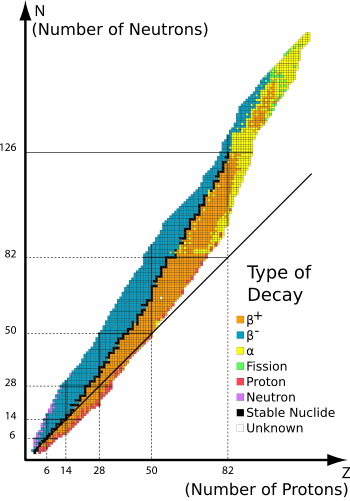 N
(Number of Neutrons)
126
82
50
28
14
6
Type of
Decay
β+
β-
α
Fission
Proton
Neutron
Stable Nuclide
Unknown
6 14 28 50 82 Z
(Number of Protons)